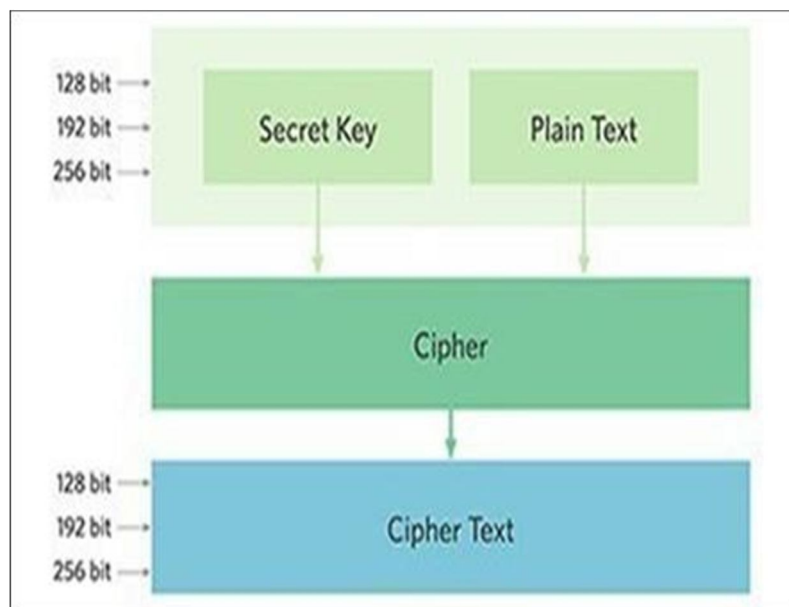 128 bit
192 bit
256 bit
Secret Key
Plain Text
Cipher
128 bit
192 bit
256 bit
Cipher Text